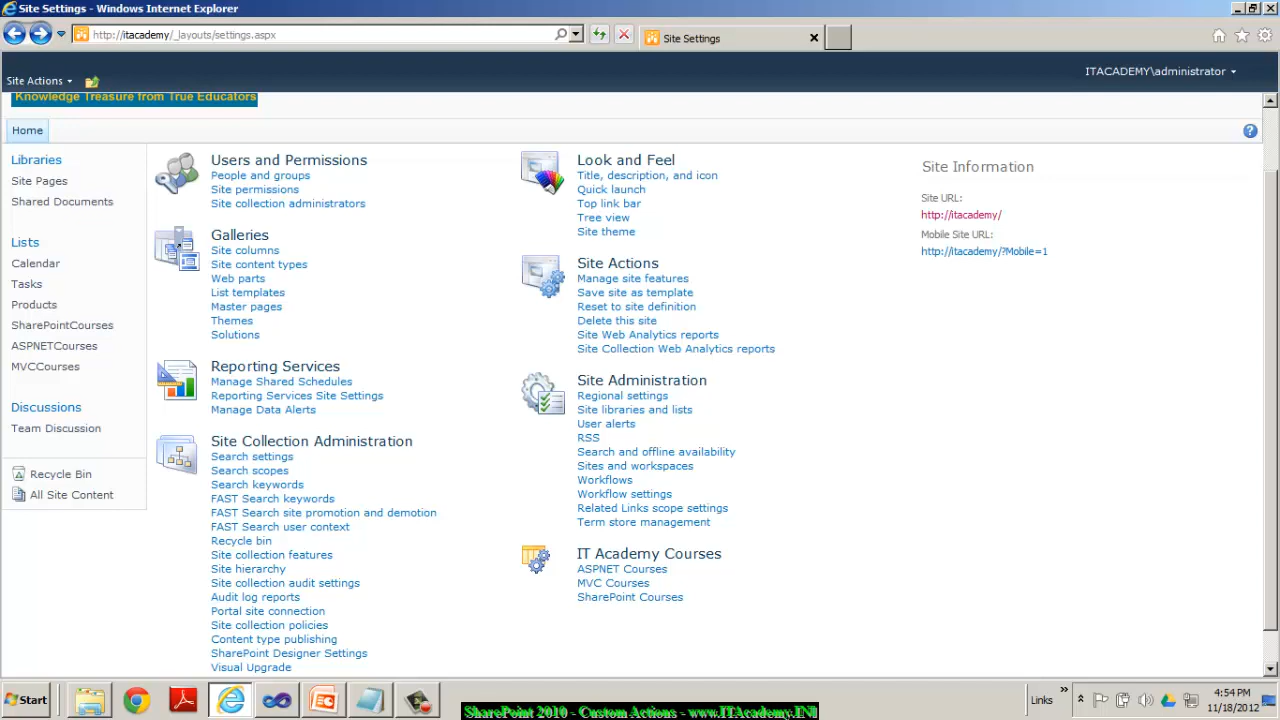 Site Settings - Windows Internet Explorer
http://itacademy/_layouts/settings.aspx
Site Settings
Site Actions
ITACADEMY\administrator
Knowledge Treasure from True Educators
Home
Libraries
Site Pages
Shared Documents
Lists
Calendar
Tasks
Products
SharePointCourses
ASPNETCourses
MVCCourses
Discussions
Team Discussion
Recycle Bin
All Site Content
Users and Permissions
People and groups
Site permissions
Site collection administrators
Galleries
Site columns
Site content types
Web parts
List templates
Master pages
Themes
Solutions
Reporting Services
Manage Shared Schedules
Reporting Services Site Settings
Manage Data Alerts
Site Collection Administration
Search settings
Search scopes
Search keywords
FAST Search keywords
FAST Search site promotion and demotion
FAST Search user context
Recycle bin
Site collection features
Site hierarchy
Site collection audit settings
Audit log reports
Portal site connection
Site collection policies
Content type publishing
SharePoint Designer Settings
Visual Upgrade
Look and Feel
Title, description, and icon
Quick launch
Top link bar
Tree view
Site theme
Site Actions
Manage site features
Save site as template
Reset to site definition
Delete this site
Site Web Analytics reports
Site Collection Web Analytics reports
Site Administration
Regional settings
Site libraries and lists
User alerts
RSS
Search and offline availability
Sites and workspaces
Workflows
Workflow settings
Related Links scope settings
Term store management
IT Academy Courses
ASPNET Courses
MVC Courses
SharePoint Courses
Site Information
Site URL:
http://itacademy/
Mobile Site URL:
http://itacademy/?Mobile=1
Start
Links
4:54 PM
11/18/2012
SharePoint 2010 - Custom Actions - www.ITAcademy.INl